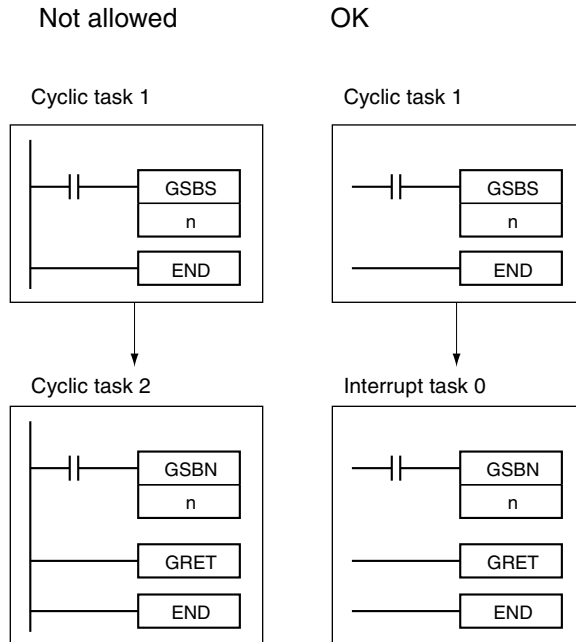 Not allowed
OK
Cyclic task 1
Cyclic task 1
GSBS
n
END
GSBS
n
END
Cyclic task 2
Interrupt task 0
GSBN
n
GRET
END
GSBN
n
GRET
END